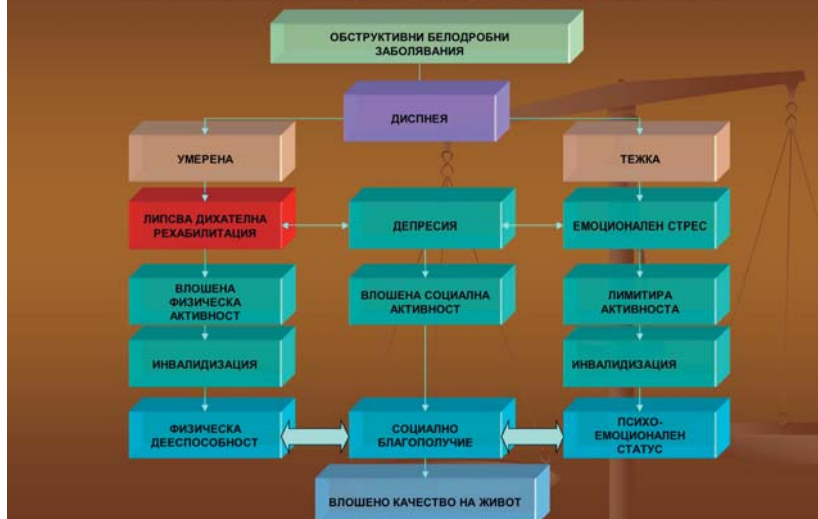 ОБСТРУКТИВНИ БЕЛОДРОБНИ
ЗАБОЛЯВАНИЯ
ДИСПНЕЯ
УМЕРЕНА
ТЕЖКА
ЛИПСВА ДИХАТЕЛНА
РЕХАБИЛИТАЦИЯ
ДЕПРЕСИЯ
ЕМОЦИОНАЛЕН СТРЕС
ВЛОШЕНА
ФИЗИЧЕСКА
АКТИВНОСТ
ВЛОШЕНА СОЦИАЛНА
АКТИВНОСТ
ЛИМИТИРА
АКТИВНОСТА
ИНВАЛИДИЗАЦИЯ
ИНВАЛИДИЗАЦИЯ
ФИЗИЧЕСКА
ДЕЕСПОСОБНОСТ
СОЦИАЛНО
БЛАГОПОЛУЧИЕ
ПСИХО-
ЕМОЦИОНАЛЕН
СТАТУС
ВЛОШЕНО КАЧЕСТВО НА ЖИВОТ